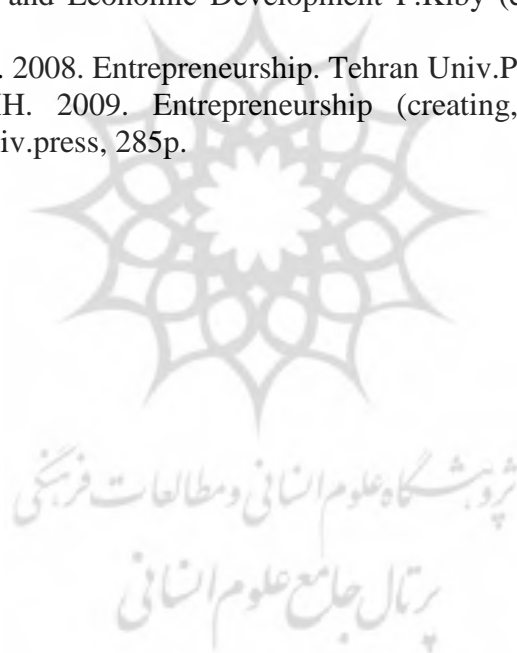 and Economic Development P.Kiby (
. 2008. Entrepreneurship. Tehran Univ.P
H. 2009. Entrepreneurship (creating,
iv.press, 285p.
پژوهشگاه علوم انسانی و مطالعات فرهنگی
پرتال جامع علوم انسانی